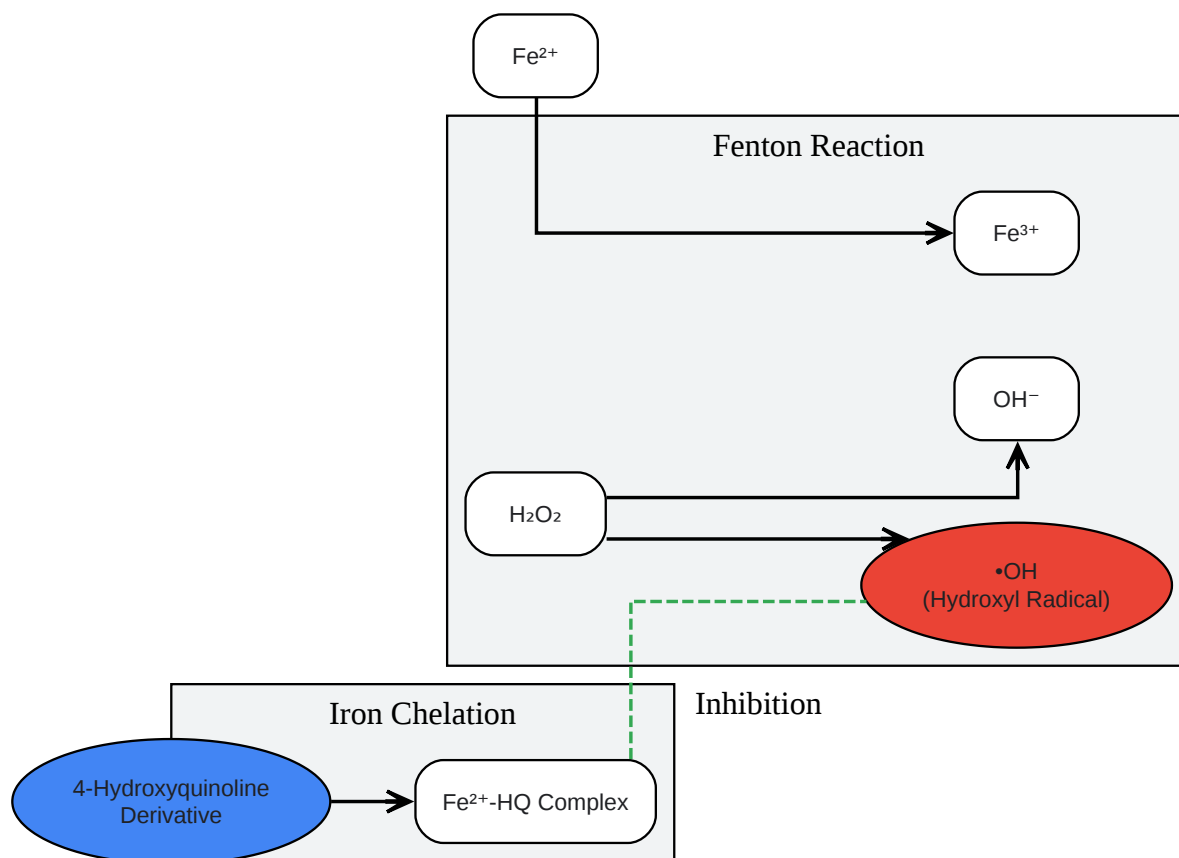 Fe²⁺
Fenton Reaction
Fe³⁺
OH⁻
H₂O₂
•OH
(Hydroxyl Radical)
Inhibition
Iron Chelation
4-Hydroxyquinoline
Derivative
Fe²⁺-HQ Complex